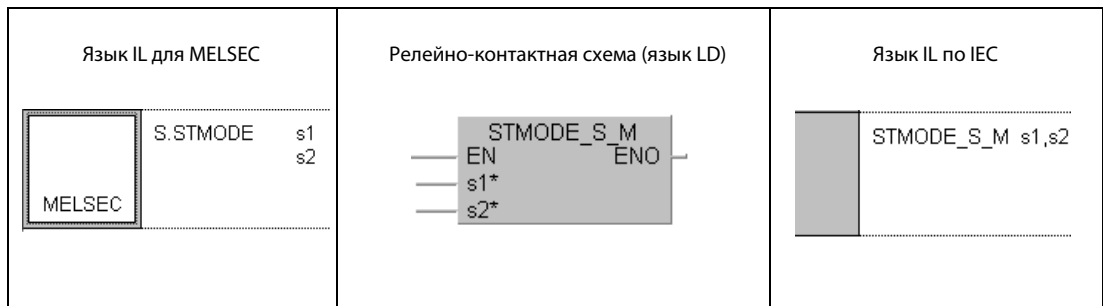 Язык IL для MELSEC
Релейно-контактная схема (язык LD)
Язык IL по IEC
S.STMODE s1
s2
MELSEC
STMODE_S_M
EN ENO
s1*
s2*
STMODE_S_M s1,s2